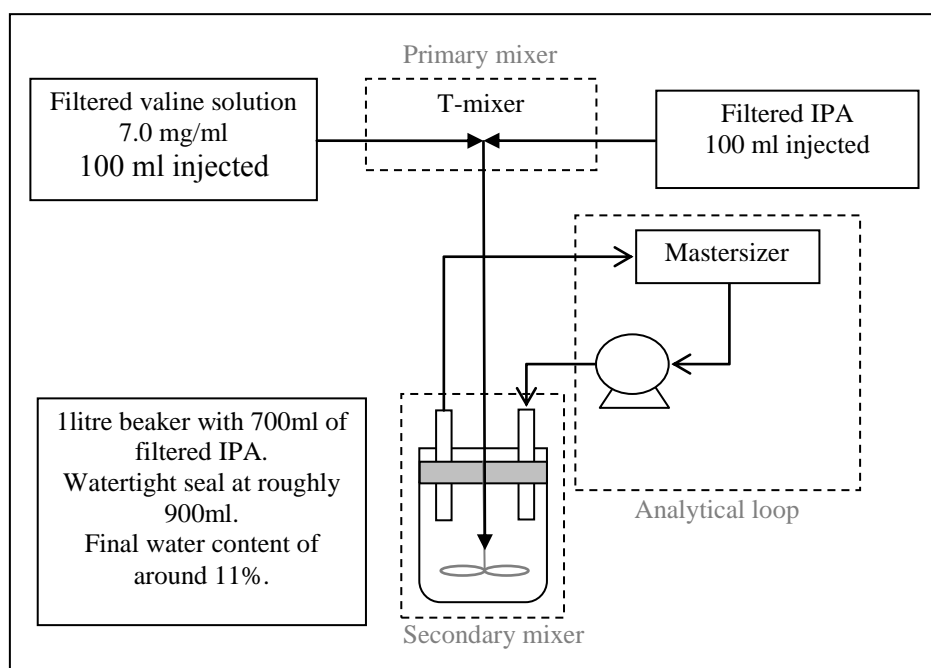 Primary mixer
T-mixer
Filtered valine solution
7.0 mg/ml
100 ml injected
Filtered IPA
100 ml injected
Mastersizer
Analytical loop
1litre beaker with 700ml of
filtered IPA.
Watertight seal at roughly
900ml.
Final water content of
around 11%.
Secondary mixer